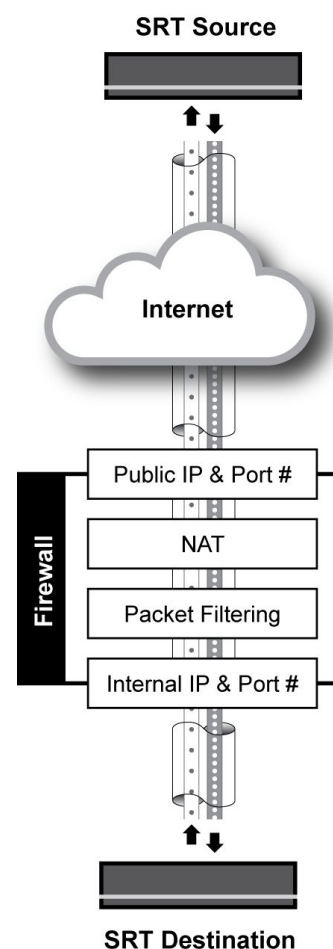 SRT Source
Internet
Public IP & Port #
NAT
Packet Filtering
Internal IP & Port #
Firewall
SRT Destination